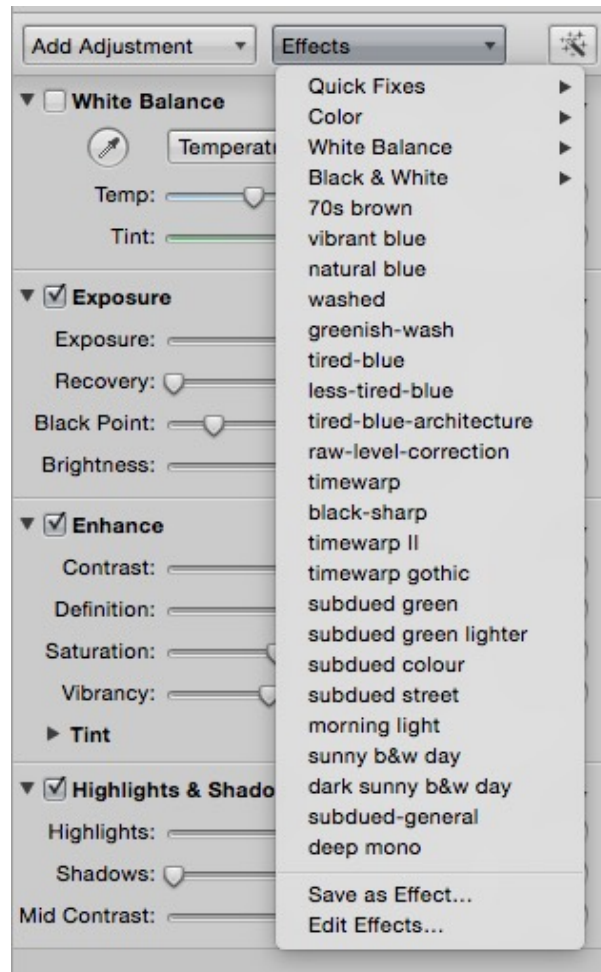 Add Adjustment
Effects
White Balance
Temp:
Tint:
Exposure
Exposure:
Recovery:
Black Point:
Brightness:
Enhance
Contrast:
Definition:
Saturation:
Vibrancy:
Tint
Highlights &
Highlights:
Shadows:
Mid Contrast:
Quick Fixes
Color
White Balance
Black & White
70s brown
vibrant blue
natural blue
washed
greenish-wash
tired-blue
less-tired-blue
tired-blue-architecture
raw-level-correction
timewarp
black-sharp
timewarp II
timewarp gothic
subdued green
subdued green lighter
subdued colour
subdued street
morning light
sunny b&w day
dark sunny b&w day
subdued-general
deep mono
Save as Effect...
Edit Effects...